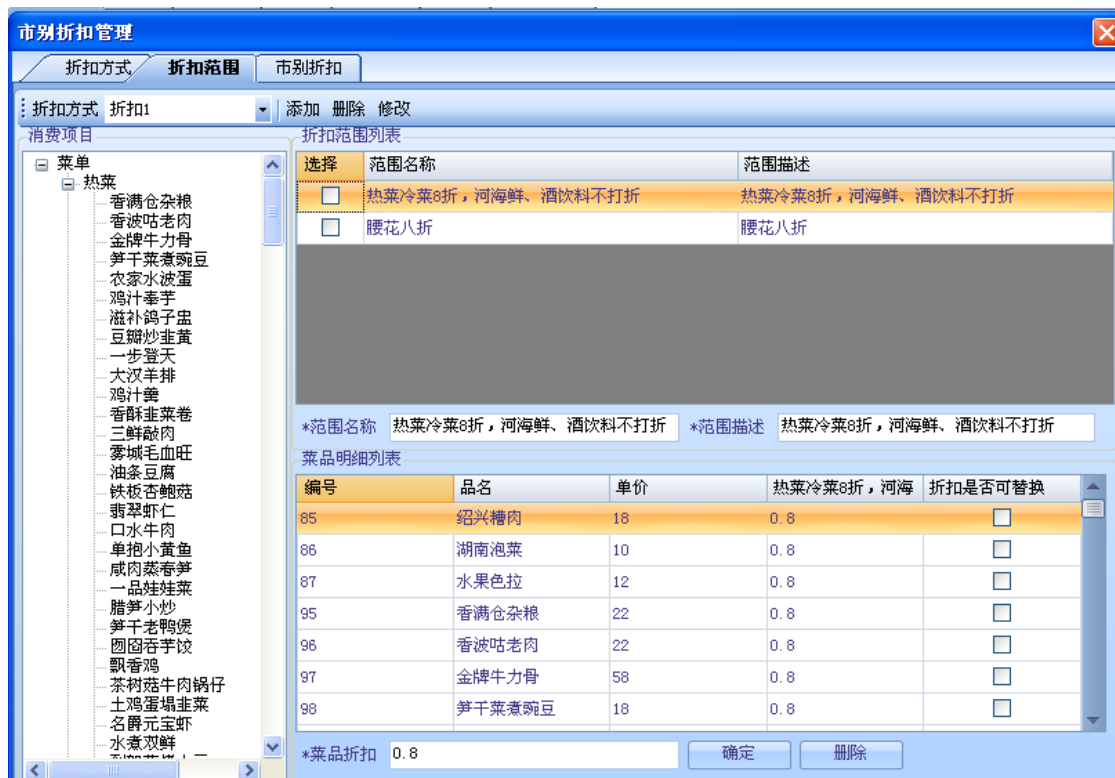 市别折扣管理
折扣方式 折扣范围 市别折扣
折扣方式 折扣1 添加 删除 修改
消费项目
菜单
热菜
香满仓杂粮
香波咕老肉
金牌牛力骨
笋干菜煮豌豆
农家水波蛋
鸡汁奉芋
滋补鸽子盅
豆瓣炒韭黄
一步登天
大汉羊排
鸡汁羹
香酥韭菜卷
三鲜敲肉
雾城毛血旺
油条豆腐
铁板杏鲍菇
翡翠虾仁
口水牛肉
单抱小黄鱼
咸肉蒸春笋
一品娃娃菜
腊笋小炒
笋干老鸭煲
囫囵吞芋饺
飘香鸡
茶树菇牛肉锅仔
土鸡蛋塌韭菜
名爵元宝虾
水煮双鲜
折扣范围列表
选择 范围名称 范围描述
热菜冷菜8折，河海鲜、酒饮料不打折 热菜冷菜8折，河海鲜、酒饮料不打折
腰花八折 腰花八折
*范围名称 热菜冷菜8折，河海鲜、酒饮料不打折 *范围描述 热菜冷菜8折，河海鲜、酒饮料不打折
菜品明细列表
编号 品名 单价 热菜冷菜8折，河海 折扣是否可替换
85 绍兴糟肉 18 0.8
86 湖南泡菜 10 0.8
87 水果色拉 12 0.8
95 香满仓杂粮 22 0.8
96 香波咕老肉 22 0.8
97 金牌牛力骨 58 0.8
98 笋干菜煮豌豆 18 0.8
*菜品折扣 0.8 确定 删除